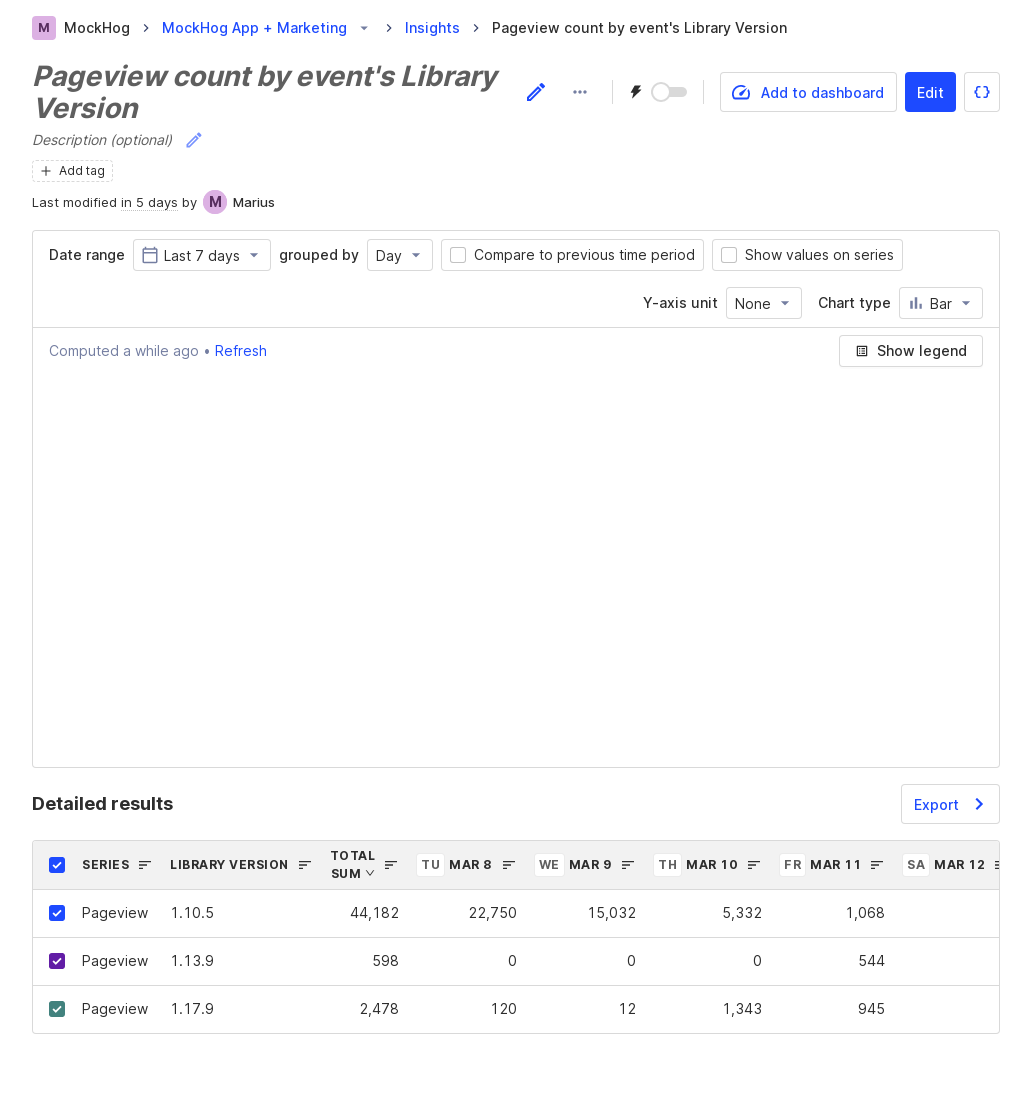 M MockHog MockHog App + Marketing Insights Pageview count by event's Library Version
Pageview count by event's Library
Version
Add to dashboard Edit
Description (optional)
Add tag
Last modified in 5 days by M Marius
Date range Last 7 days grouped by Day Compare to previous time period Show values on series
Y-axis unit None Chart type Bar
Computed a while ago • Refresh Show legend
Detailed results Export
SERIES LIBRARY VERSION TOTAL SUM TU MAR 8 WE MAR 9 TH MAR 10 FR MAR 11 SA MAR 12
Pageview 1.10.5 44,182 22,750 15,032 5,332 1,068
Pageview 1.13.9 598 0 0 0 544
Pageview 1.17.9 2,478 120 12 1,343 945